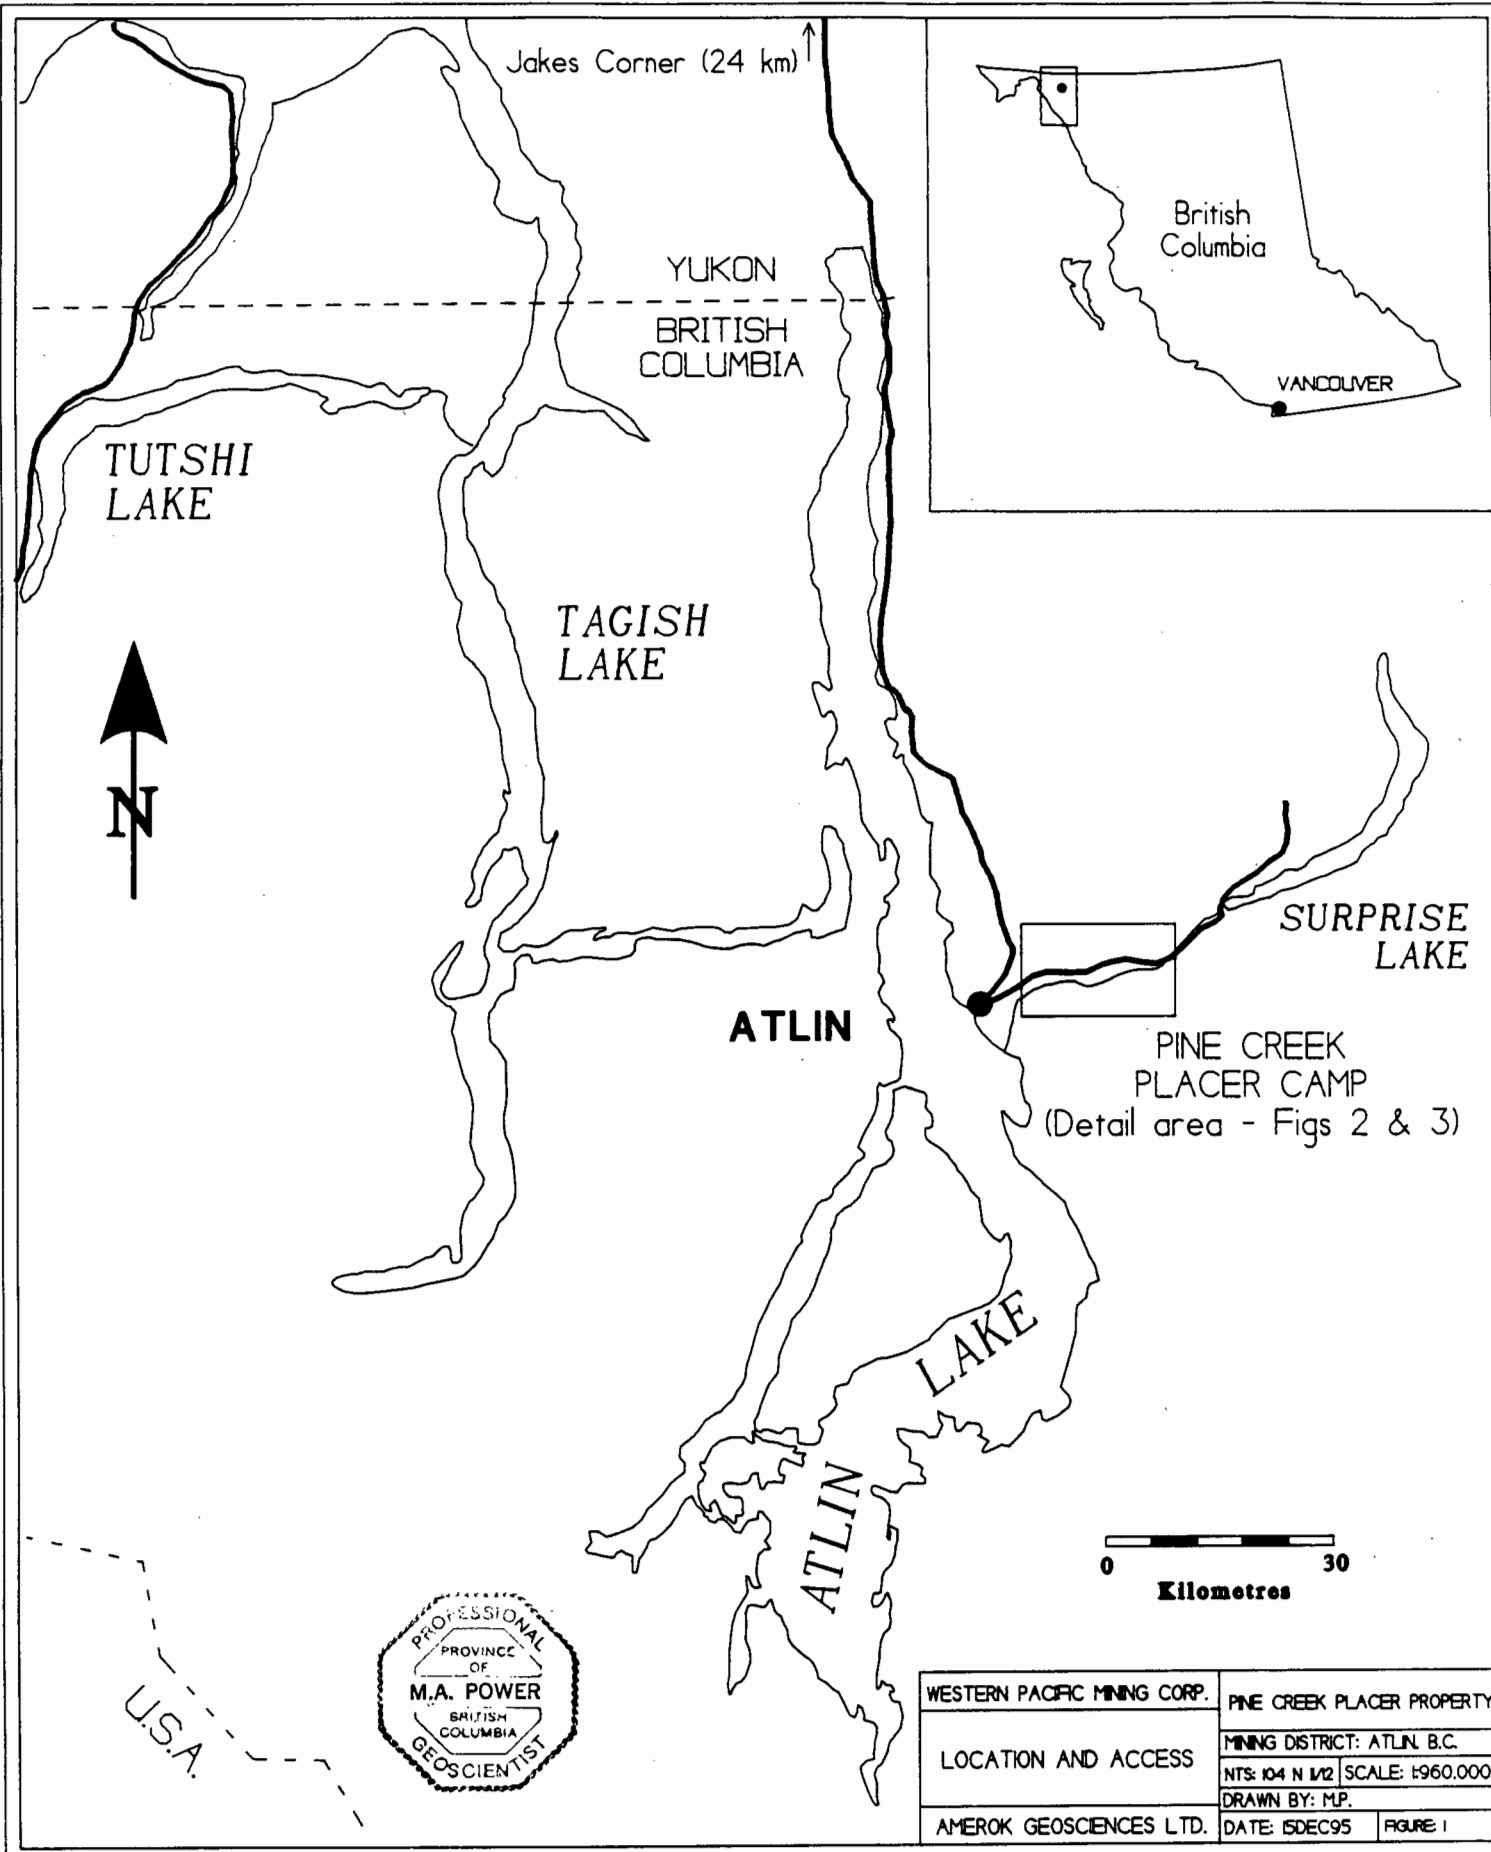 Jakes Corner (24 km)
YUKON
BRITISH
COLUMBIA
British
Columbia
VANCOUVER
TUTSHI
LAKE
TAGISH
LAKE
N
SURPRISE
LAKE
ATLIN
PINE CREEK
PLACER CAMP
(Detail area - Figs 2 & 3)
ATLIN LAKE
0 30
Kilometres
U.S.A.
PROFESSIONAL
PROVINCE
OF
M.A. POWER
BRITISH
COLUMBIA
GEOSCIENTIST
WESTERN PACIFIC MINING CORP.
LOCATION AND ACCESS
AMEROK GEOSCIENCES LTD.
PINE CREEK PLACER PROPERTY
MINING DISTRICT: ATLIN, B.C.
NTS: 104 N 1/12 SCALE: 1:960.000
DRAWN BY: M.P.
DATE: 15DEC95 FIGURE: 1